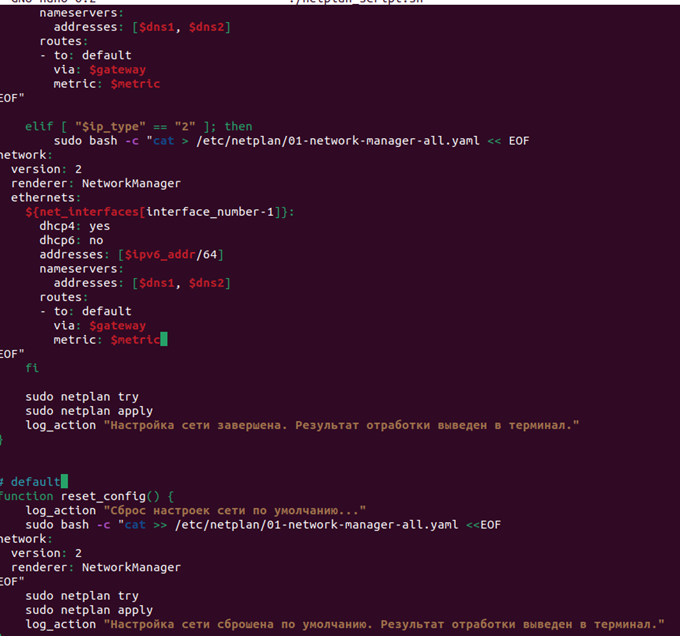 GNU nano 6.2 ./netplan_script.sh
      nameservers:
        addresses: [$dns1, $dns2]
      routes:
      - to: default
        via: $gateway
        metric: $metric
EOF"
    elif [ "$ip_type" == "2" ]; then
        sudo bash -c "cat > /etc/netplan/01-network-manager-all.yaml << EOF
network:
  version: 2
  renderer: NetworkManager
  ethernets:
    ${net_interfaces[interface_number-1]}:
      dhcp4: yes
      dhcp6: no
      addresses: [$ipv6_addr/64]
      nameservers:
        addresses: [$dns1, $dns2]
      routes:
      - to: default
        via: $gateway
        metric: $metric
EOF"
    fi
    sudo netplan try
    sudo netplan apply
    log_action "Настройка сети завершена. Результат отработки выведен в терминал."
}
# default
function reset_config() {
    log_action "Сброс настроек сети по умолчанию..."
    sudo bash -c "cat >> /etc/netplan/01-network-manager-all.yaml <<EOF
network:
  version: 2
  renderer: NetworkManager
EOF"
    sudo netplan try
    sudo netplan apply
    log_action "Настройка сети сброшена по умолчанию. Результат отработки выведен в терминал."